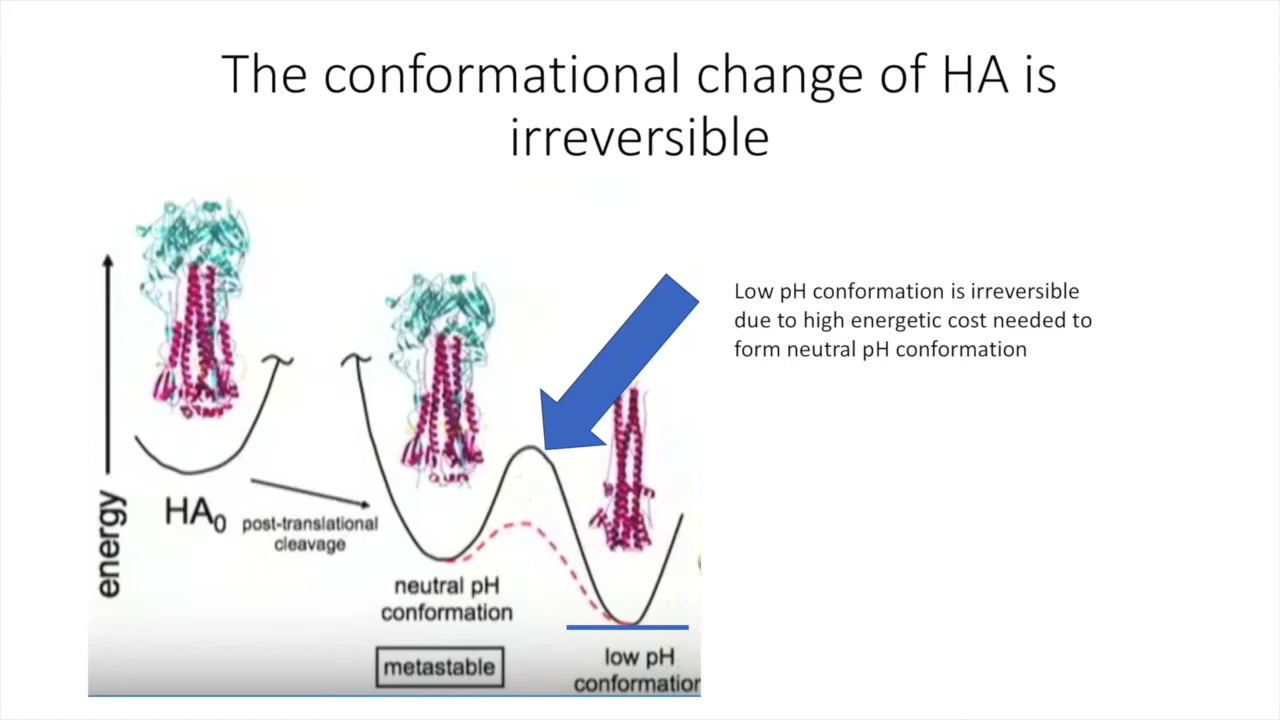 The conformational change of HA is
irreversible
Low pH conformation is irreversible
due to high energetic cost needed to
form neutral pH conformation
energy
HA0
post-translational
cleavage
neutral pH
conformation
metastable
low pH
conformation